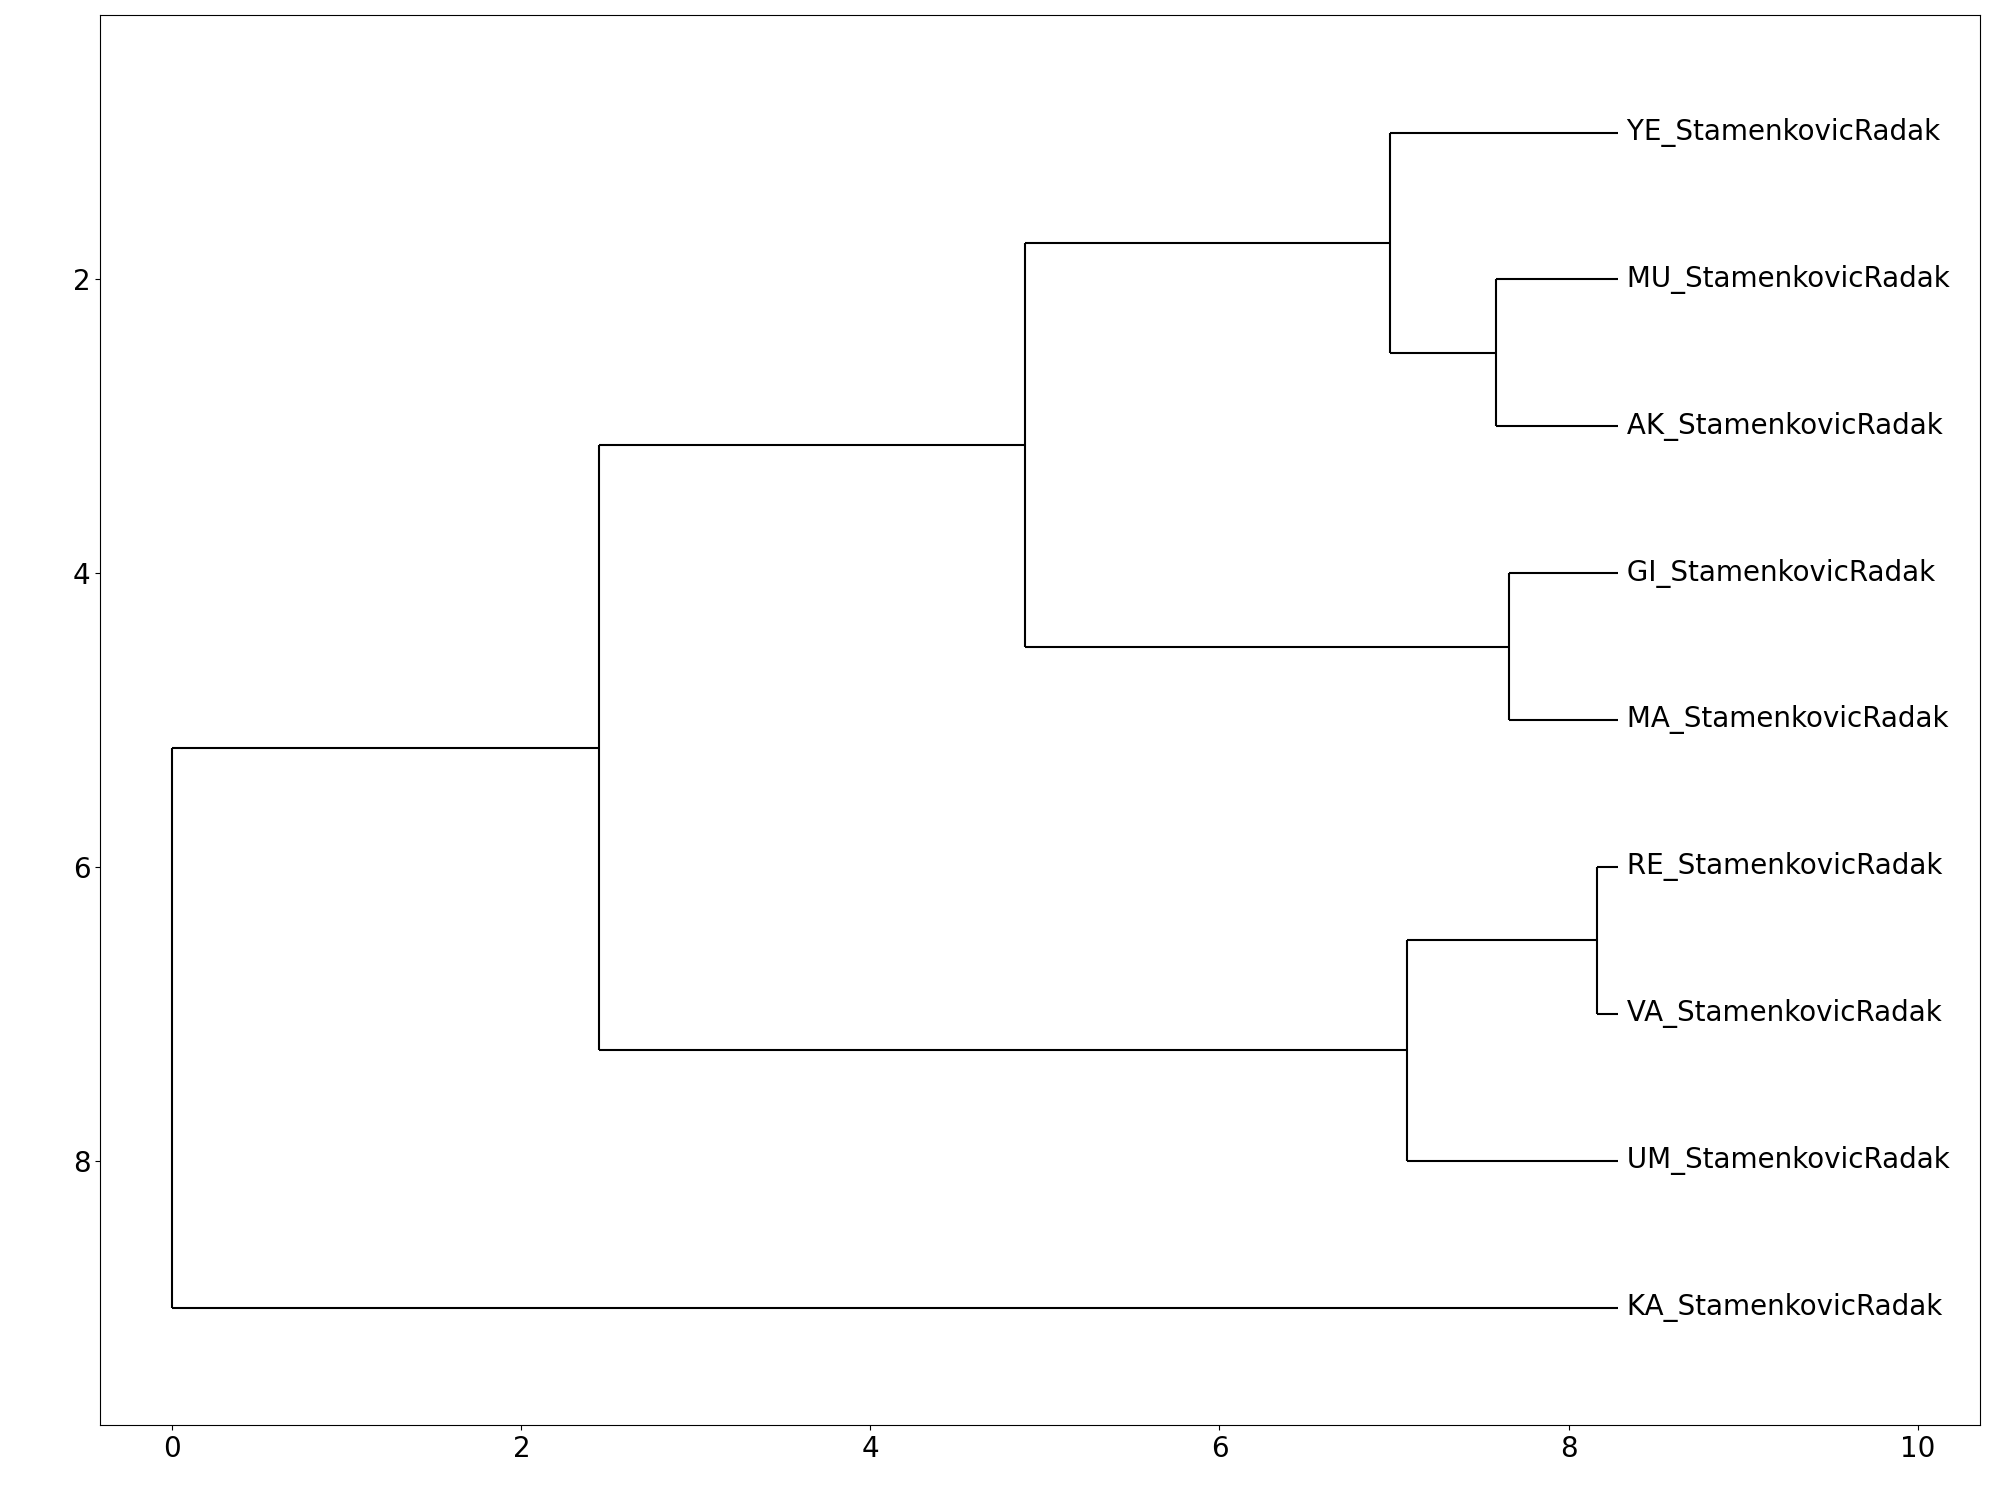 YE_StamenkovicRadak
2
MU_StamenkovicRadak
AK_StamenkovicRadak
4
GI_StamenkovicRadak
MA_StamenkovicRadak
6
RE_StamenkovicRadak
VA_StamenkovicRadak
8
UM_StamenkovicRadak
KA_StamenkovicRadak
0 2 4 6 8 10